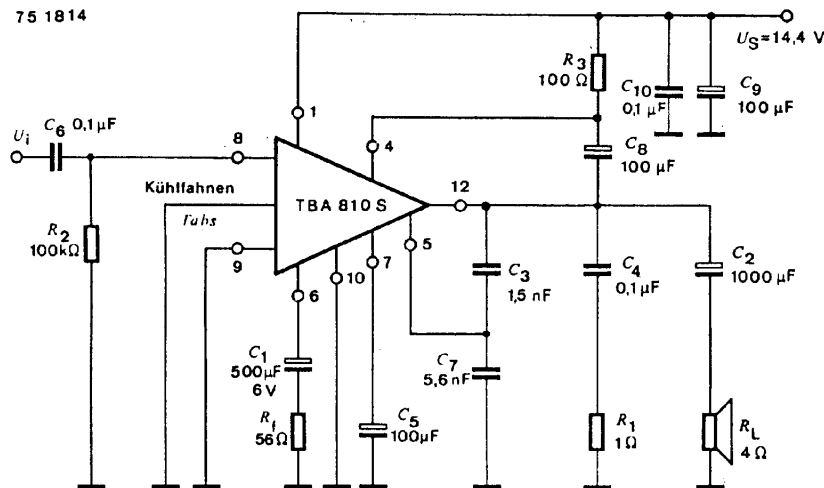 75 1814
U_S = 14,4 V
R_3
100 Ω
C_10
0,1 µF
C_9
100 µF
1
U_i
C_6 0,1 µF
8
4
C_8
100 µF
Kühlfahnen
Tabs
TBA 810 S
12
R_2
100 kΩ
9
10
7
5
6
C_3
1,5 nF
C_4
0,1 µF
C_2
1000 µF
C_1
500 µF
6 V
C_7
5,6 nF
R_f
56 Ω
C_5
100 µF
R_1
1 Ω
R_L
4 Ω